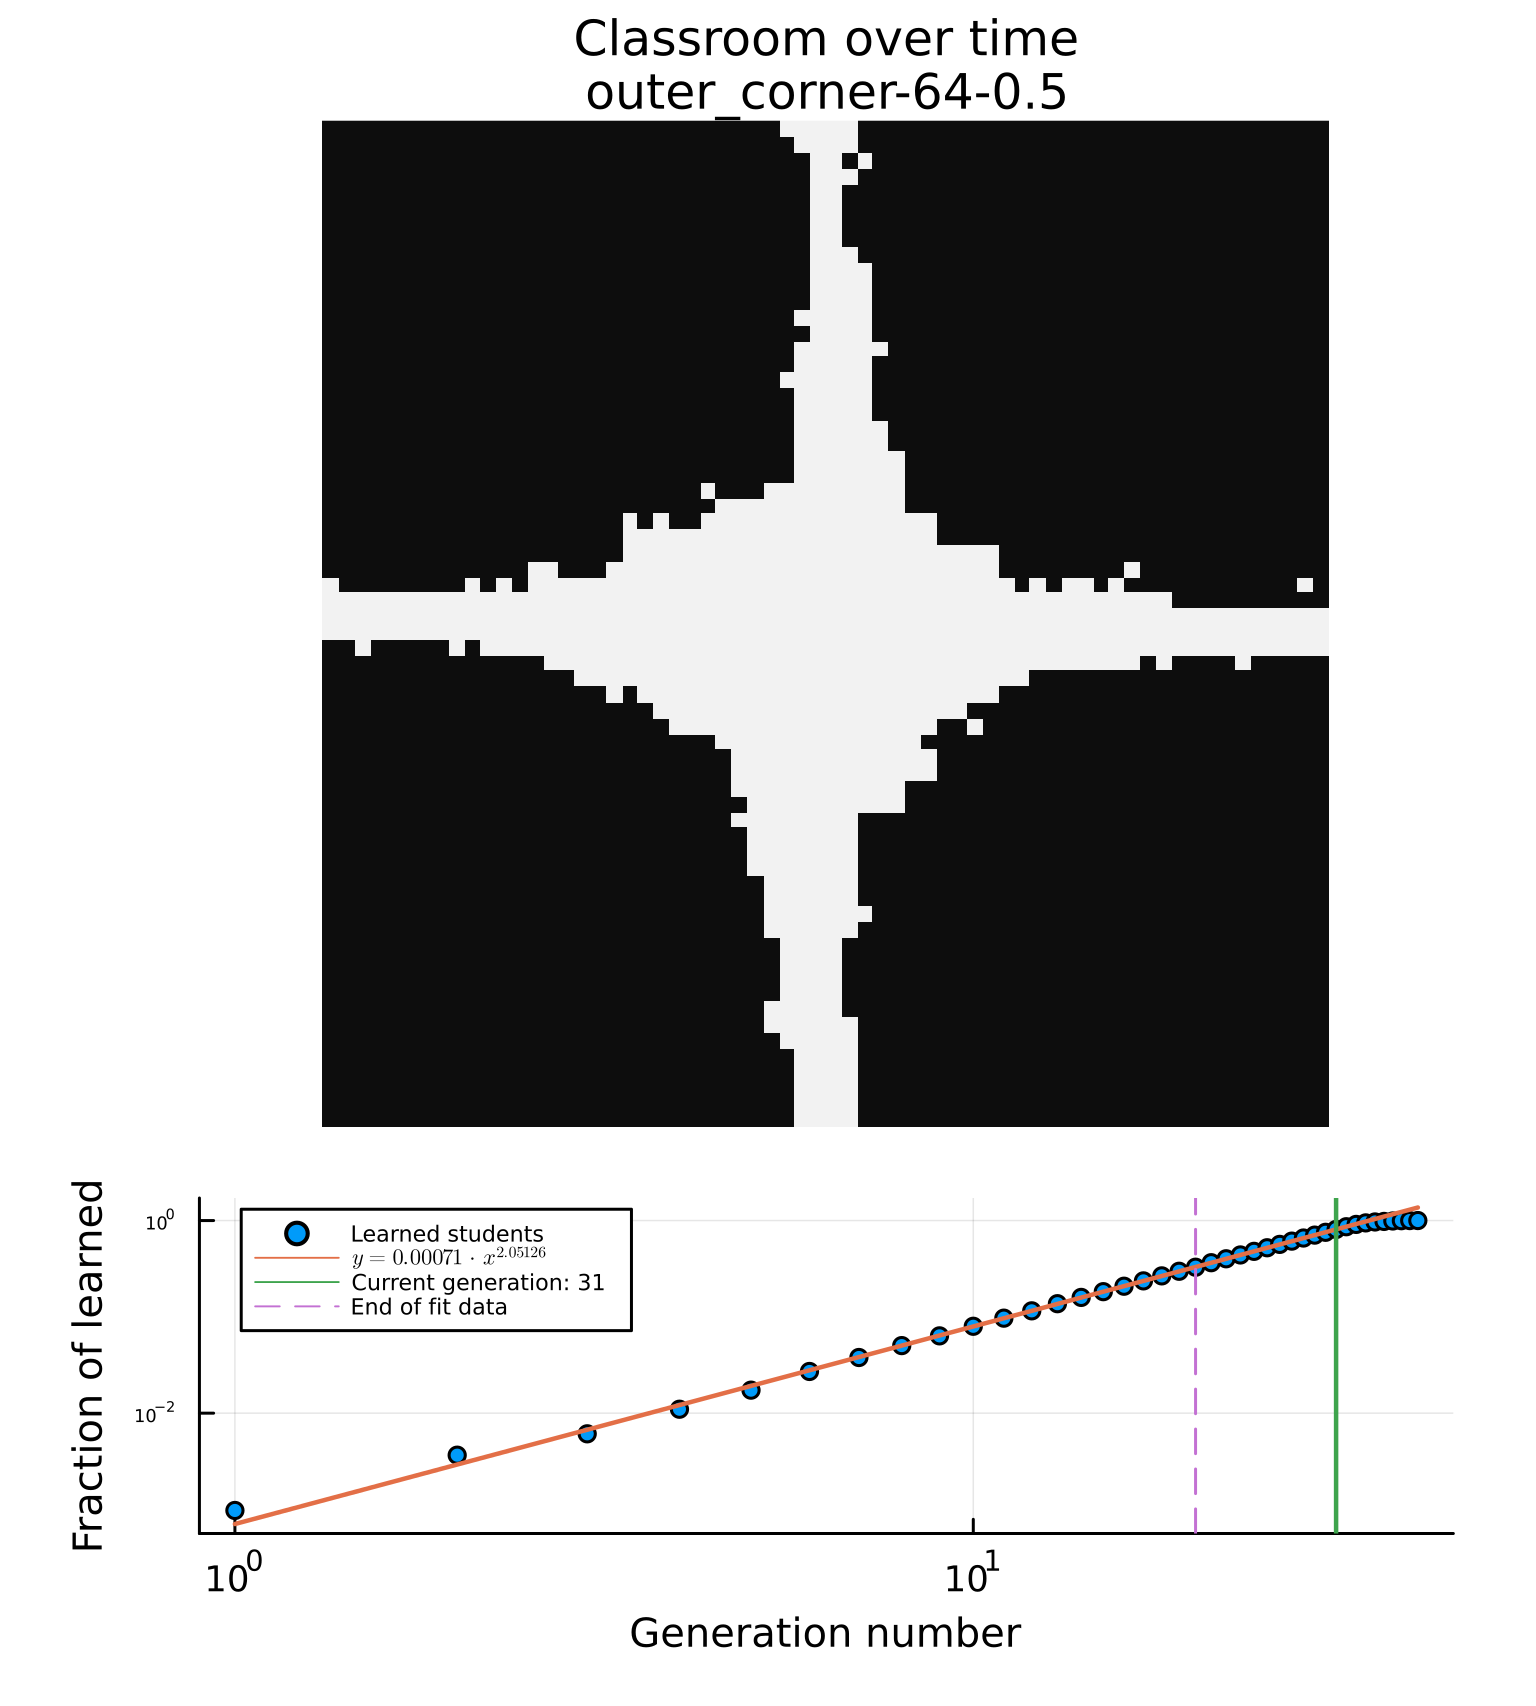 Classroom over time
outer_corner-64-0.5
Fraction of learned
10^0
10^−2
Learned students
y = 0.00071 · x^2.05126
Current generation: 31
End of fit data
10^0
10^1
Generation number